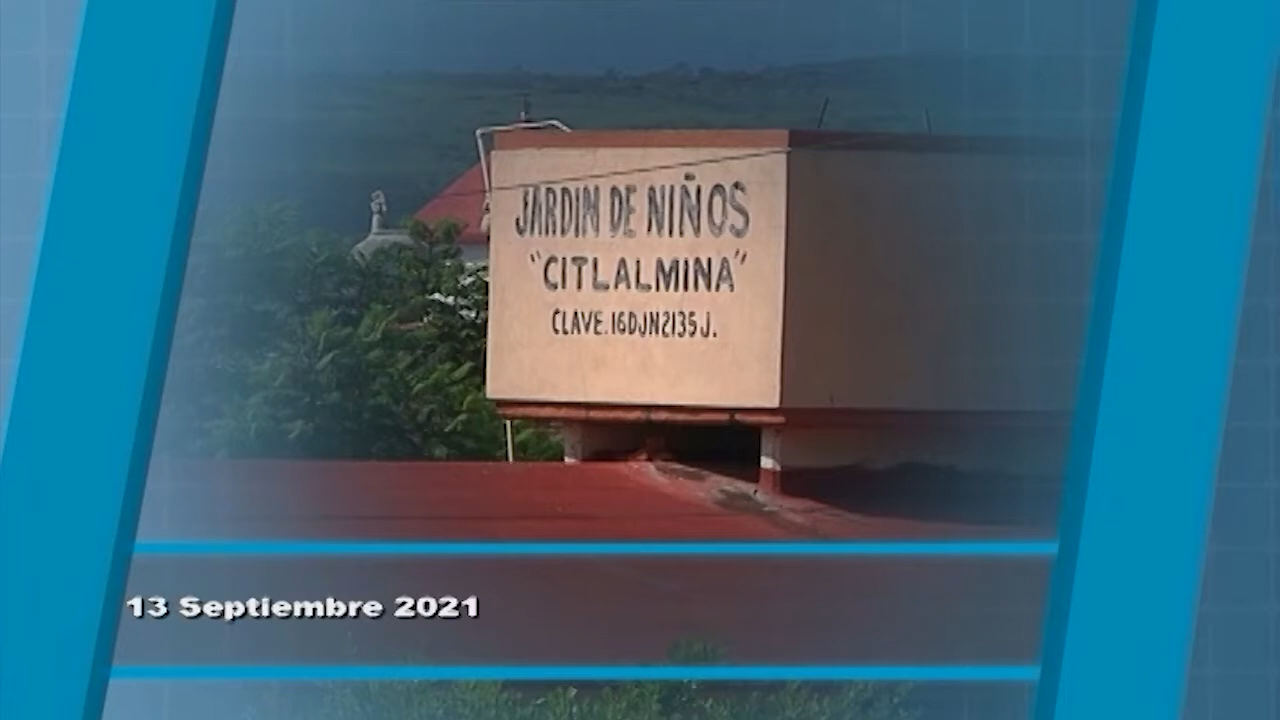 JARDIN DE NIÑOS
"CITLALMINA"
CLAVE.16DJN2135J.
13 Septiembre 2021